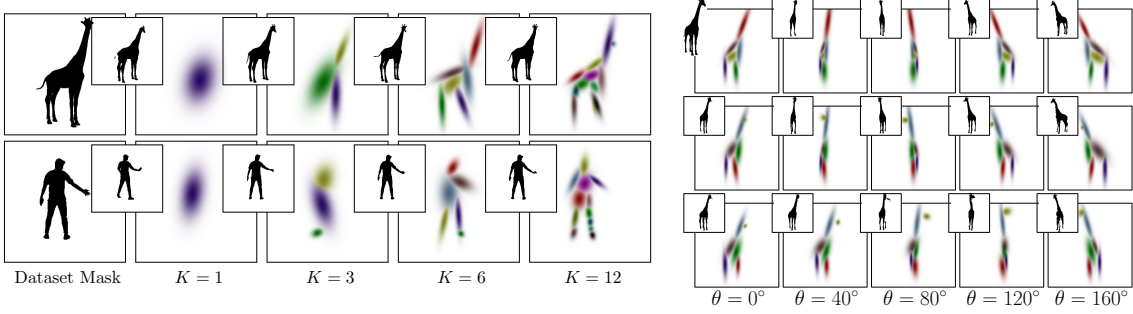 Dataset Mask K = 1 K = 3 K = 6 K = 12
θ = 0° θ = 40° θ = 80° θ = 120° θ = 160°